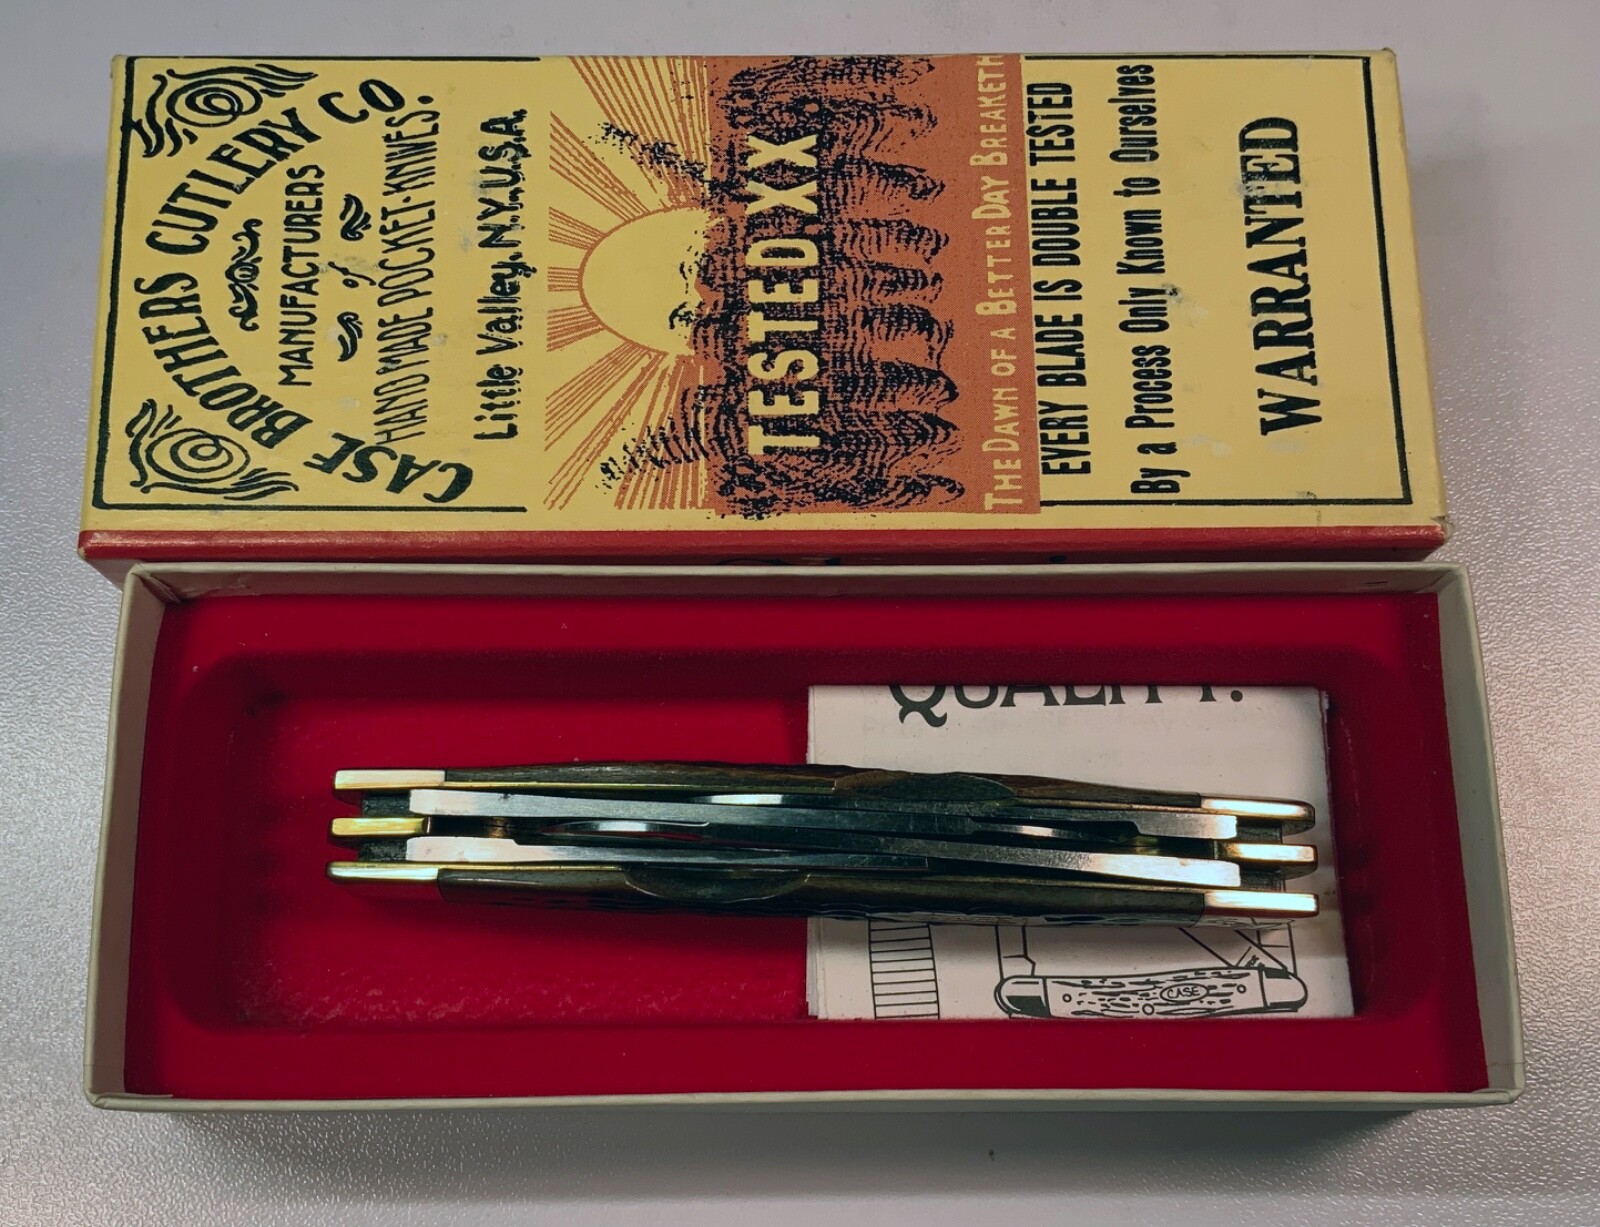 CASE BROTHERS CUTLERY CO
MANUFACTURERS
HAND MADE POCKET-KNIVES.
Little Valley. N.Y.U.S.A.
TESTED XX
THE DAWN OF A BETTER DAY BREAKETH
EVERY BLADE IS DOUBLE TESTED
By a Process Only Known to Ourselves
WARRANTED
QUALITY.
CASE